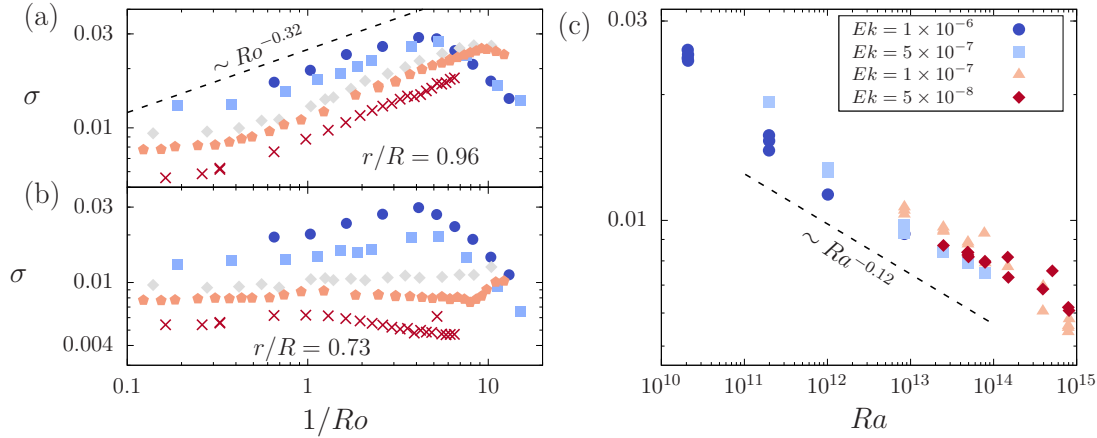 (a)
0.03
0.01
σ
∼ Ro^{−0.32}
r/R = 0.96
(b)
0.03
0.01
0.004
σ
r/R = 0.73
0.1
1
10
1/Ro
(c)
0.03
0.01
Ek = 1 × 10^{−6}
Ek = 5 × 10^{−7}
Ek = 1 × 10^{−7}
Ek = 5 × 10^{−8}
∼ Ra^{−0.12}
10^{10}
10^{11}
10^{12}
10^{13}
10^{14}
10^{15}
Ra